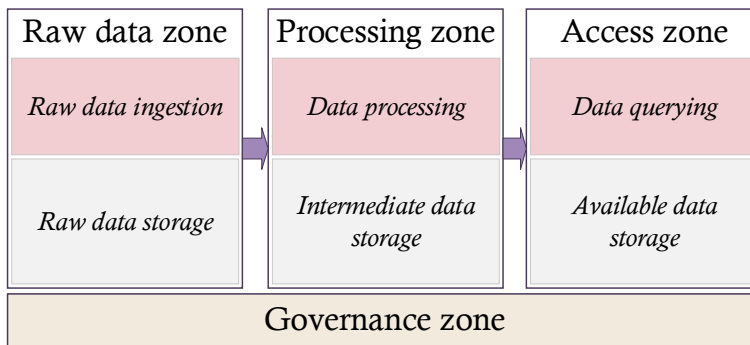 Raw data zone
Raw data ingestion
Raw data storage
Processing zone
Data processing
Intermediate data
storage
Access zone
Data querying
Available data
storage
Governance zone